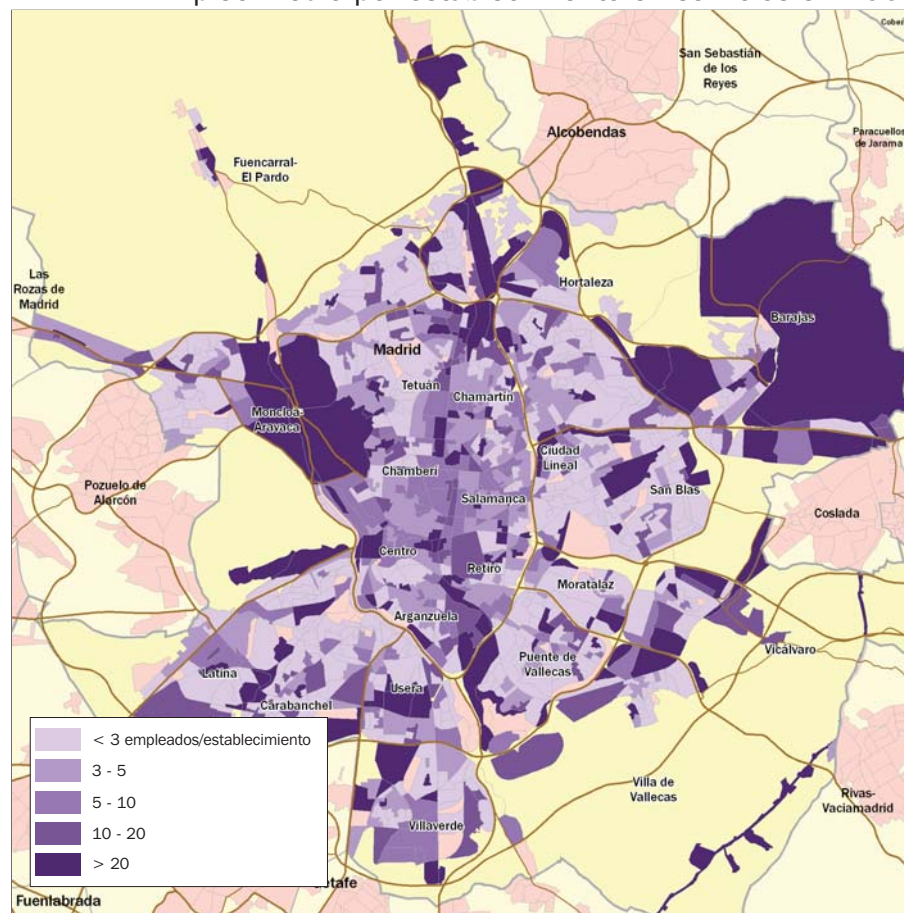 Cobeñ
San Sebastián
de los
Reyes
Alcobendas
Paracuellos
de Jarama
Fuencarral-
El Pardo
Las
Rozas de
Madrid
Hortaleza
Barajas
Madrid
Tetuán
Chamartín
Moncloa-
Aravaca
Ciudad
Lineal
Chamberí
San Blas
Pozuelo de
Alarcón
Salamanca
Coslada
Centro
Retiro
Moratalaz
Arganzuela
Vicálvaro
Puente de
Vallecas
Latina
Usera
Carabanchel
< 3 empleados/establecimiento
3 - 5
5 - 10
10 - 20
> 20
Villa de
Vallecas
Rivas-
Vaciamadrid
Villaverde
Fuenlabrada